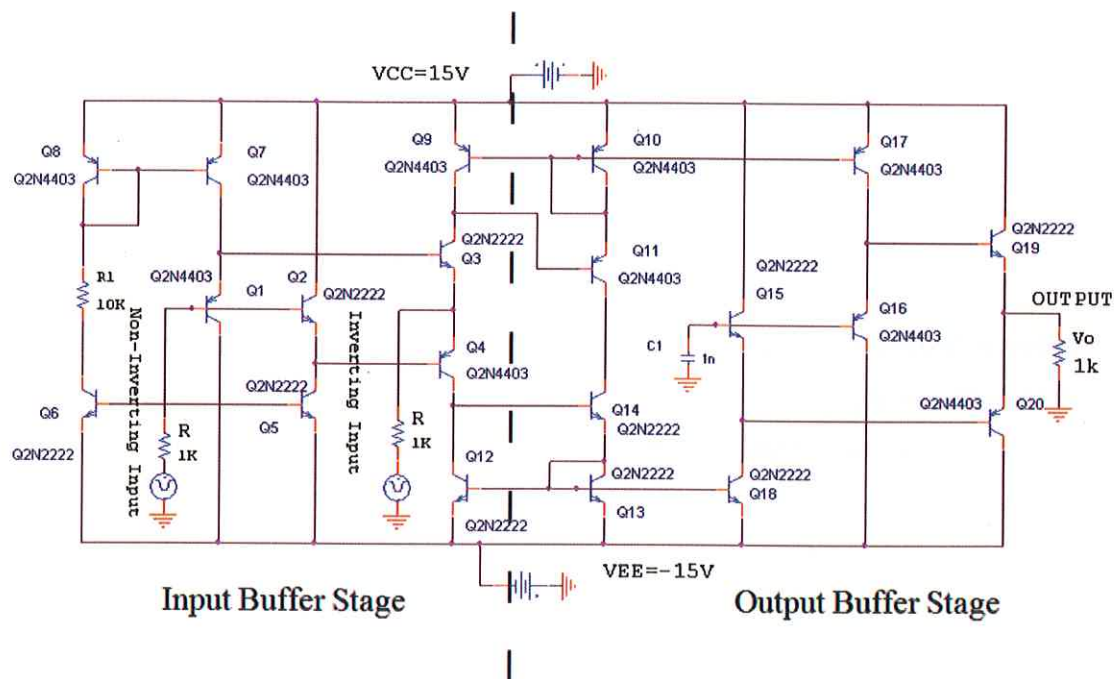 VCC=15V
Q8
Q2N4403
Q7
Q2N4403
Q9
Q2N4403
Q10
Q2N4403
Q17
Q2N4403
Q2N2222
Q3
Q11
Q2N4403
Q2N2222
Q19
R1
10K
Q2N4403
Q1
Q2
Q2N2222
Q2N2222
Q15
OUTPUT
Q16
Q2N4403
Vo
1k
C1
1n
Non-Inverting Input
Inverting Input
Q4
Q2N4403
Q6
Q2N2222
Q2N2222
Q5
R
1K
R
1K
Q14
Q2N2222
Q2N4403
Q20
Q12
Q2N2222
Q2N2222
Q13
Q2N2222
Q18
VEE=-15V
Input Buffer Stage
Output Buffer Stage